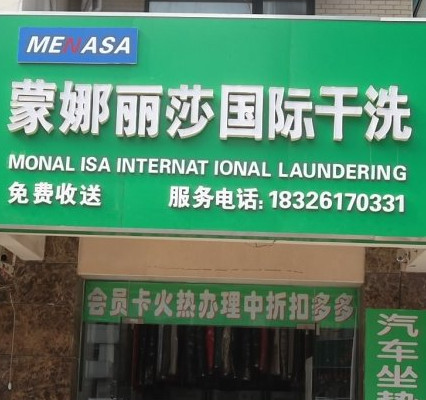 MENASA
蒙娜丽莎国际干洗
MONAL ISA INTERNAT IONAL LAUNDERING
免费收送 服务电话: 18326170331
会员卡火热办理中折扣多多
汽车坐垫